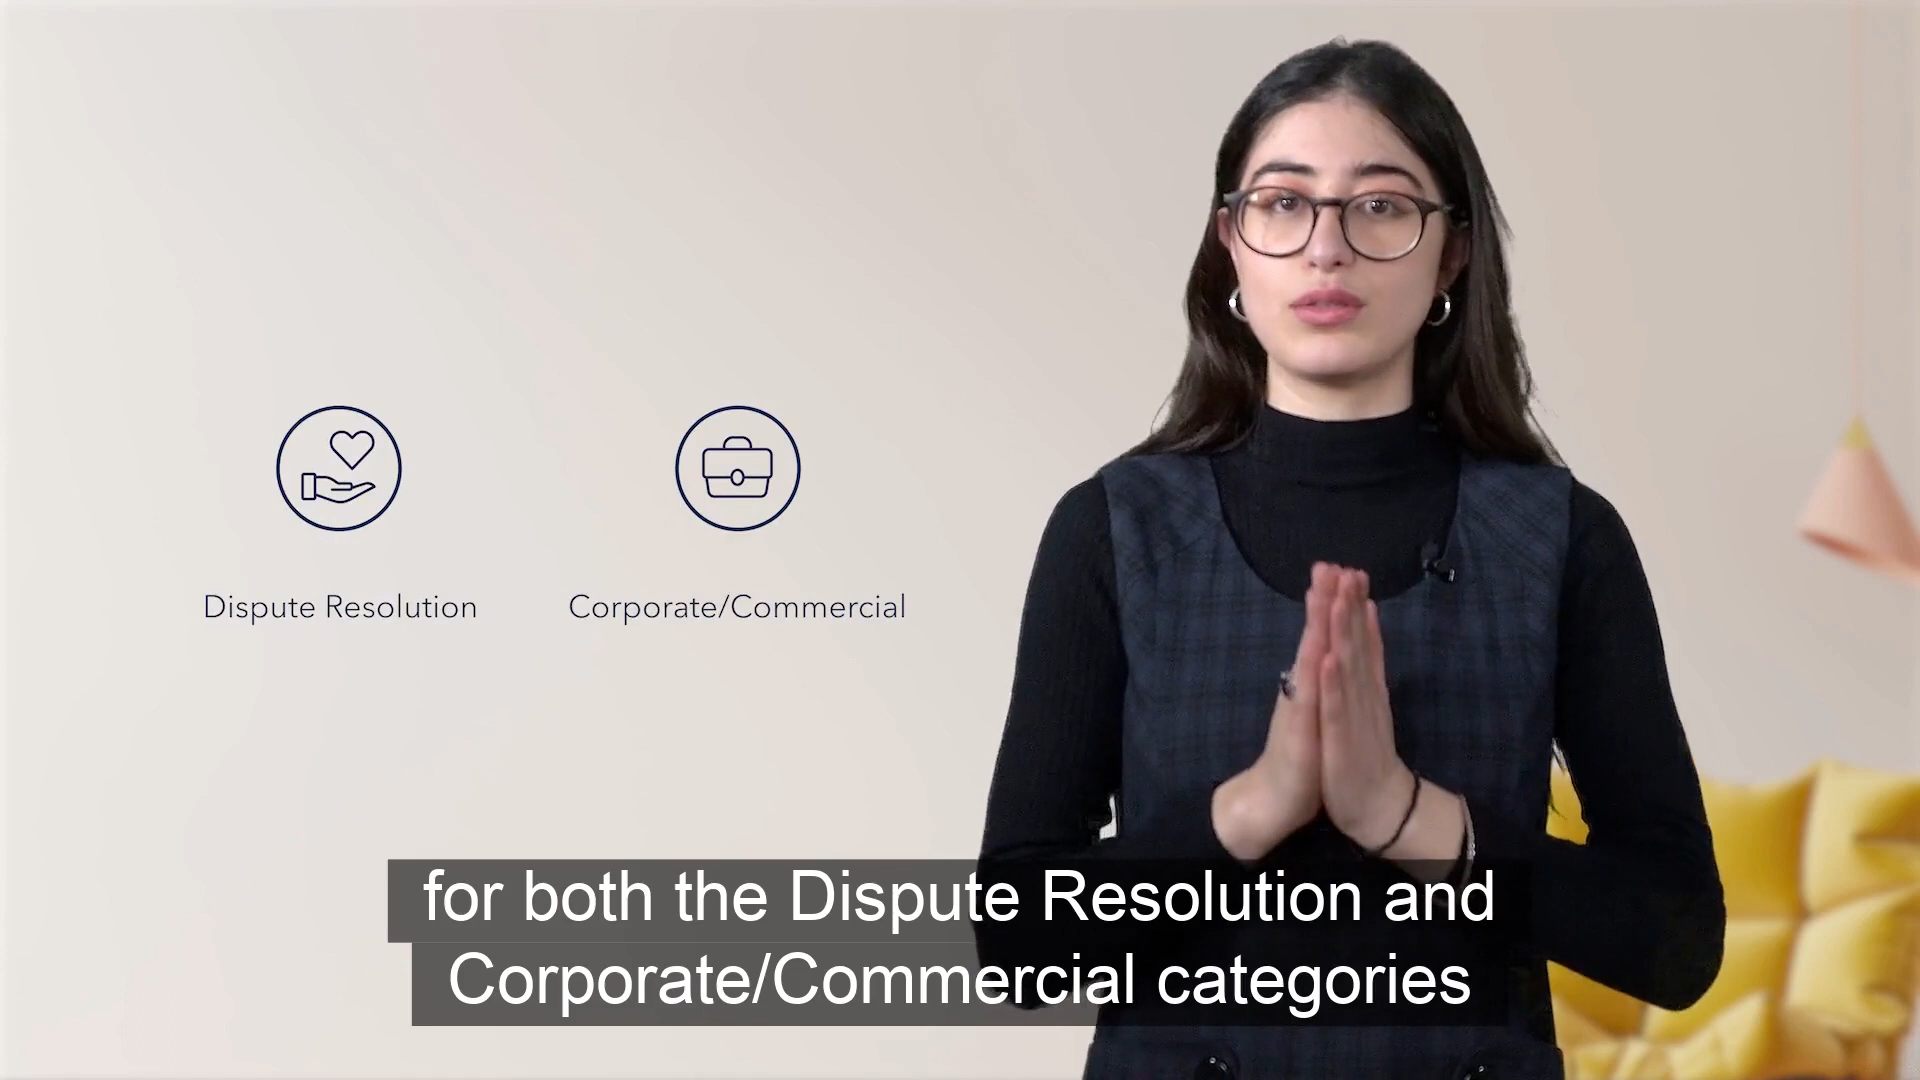 Dispute Resolution
Corporate/Commercial
for both the Dispute Resolution and
Corporate/Commercial categories